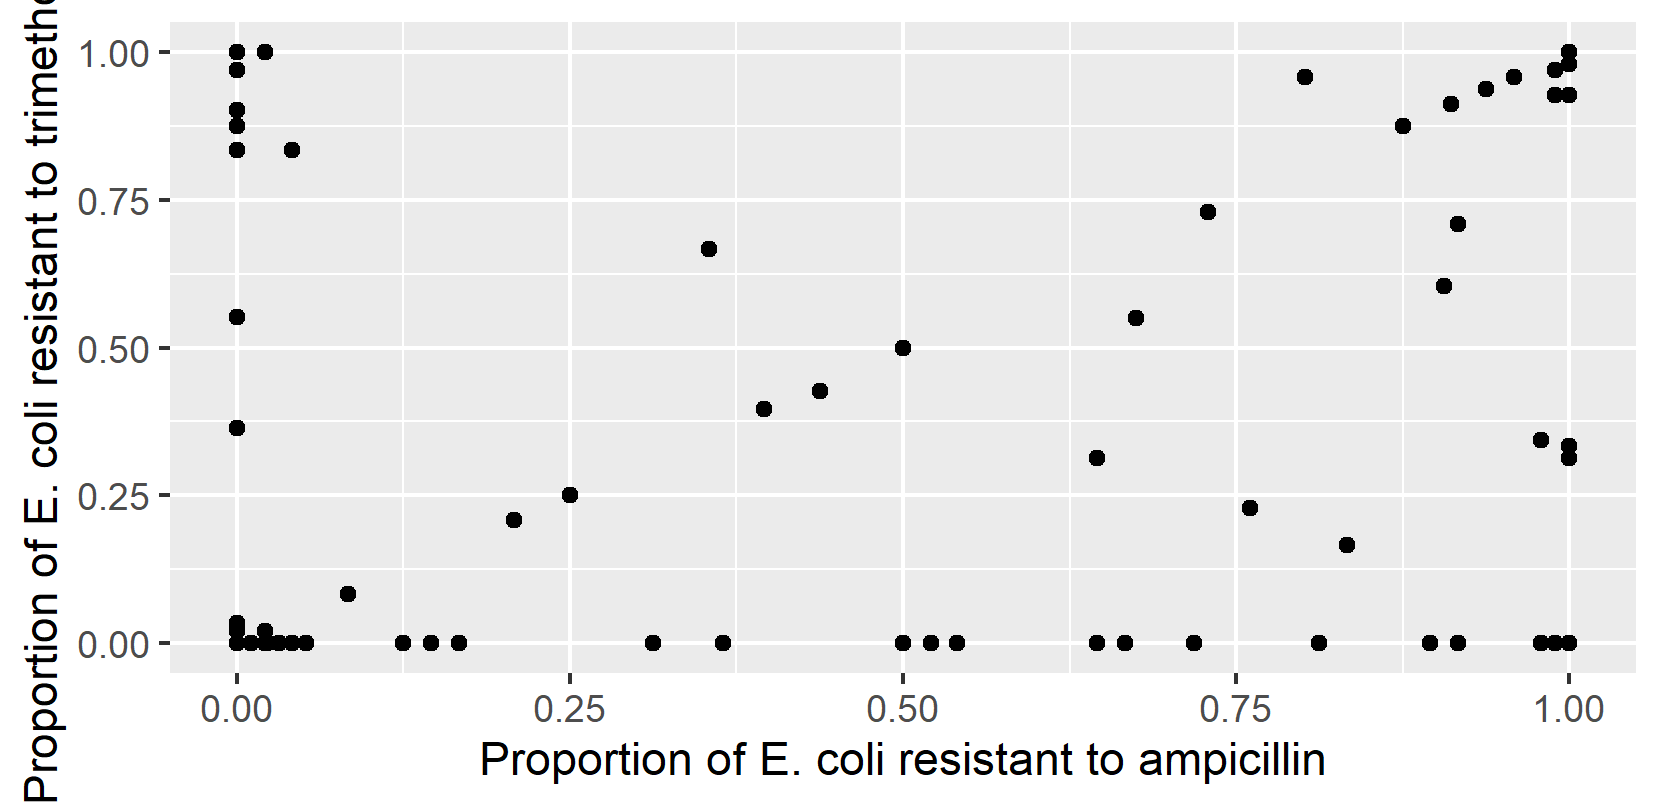 Proportion of E. coli resistant to
1.00
0.75
0.50
0.25
0.00
0.00 0.25 0.50 0.75 1.00
Proportion of E. coli resistant to ampicillin